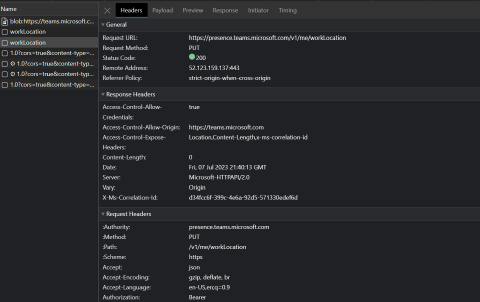 Name
blob:https://teams.microsoft.c...
workLocation
workLocation
1.0?cors=true&content-typ=...
1.0?cors=true&content-typ=...
1.0?cors=true&content-typ=...
1.0?cors=true&content-type=...
Headers Payload Preview Response Initiator Timing
General
Request URL: https://presence.teams.microsoft.com/v1/me/workLocation
Request Method: PUT
Status Code: 200
Remote Address: 52.123.159.137:443
Referrer Policy: strict-origin-when-cross-origin
Response Headers
Access-Control-Allow- true
Credentials:
Access-Control-Allow-Origin: https://teams.microsoft.com
Access-Control-Expose- Location,Content-Length,x-ms-correlation-id
Headers:
Content-Length: 0
Date: Fri, 07 Jul 2023 21:40:13 GMT
Server: Microsoft-HTTPAPI/2.0
Vary: Origin
X-Ms-Correlation-Id: d34fcc6f-399c-4e6a-92d5-571330edef6d
Request Headers
:Authority: presence.teams.microsoft.com
:Method: PUT
:Path: /v1/me/workLocation
:Scheme: https
Accept: json
Accept-Encoding: gzip, deflate, br
Accept-Language: en-US,en;q=0.9
Authorization: Bearer